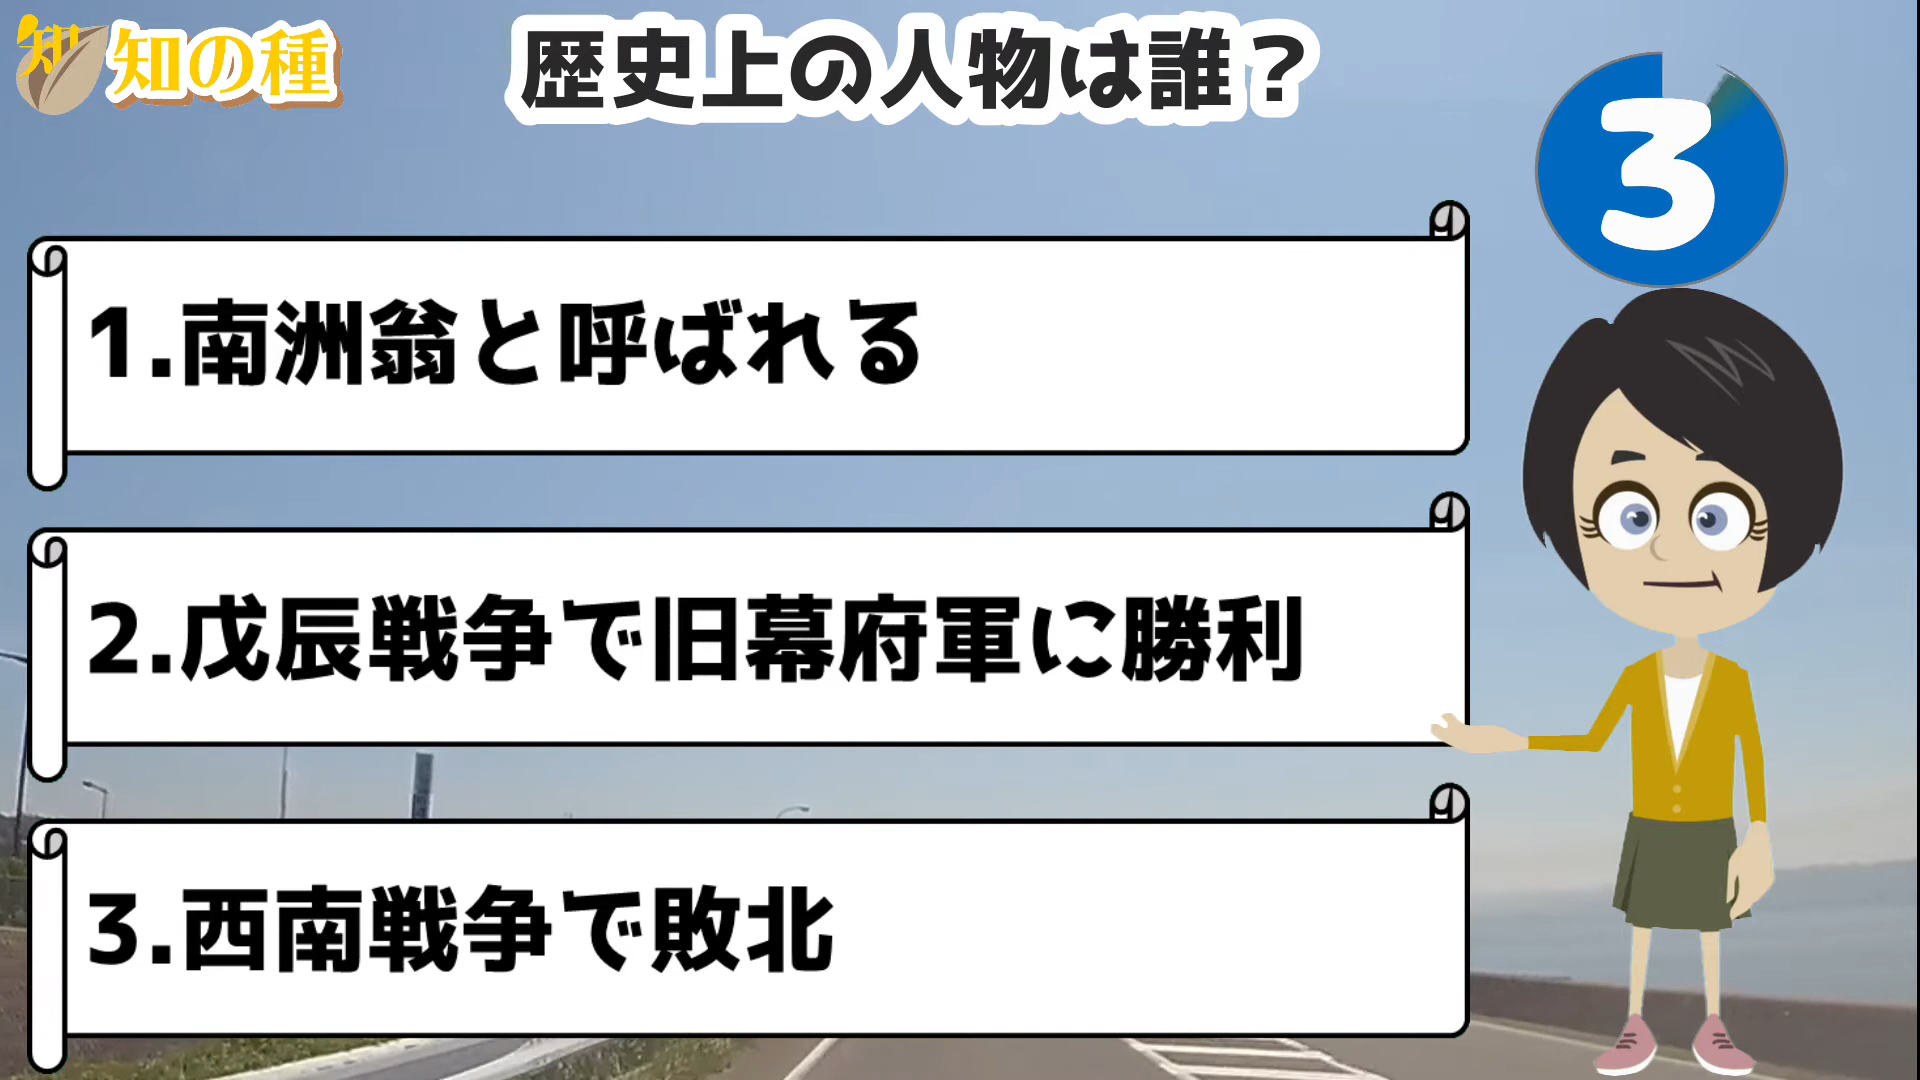 知 知の種
歴史上の人物は誰？
3
1.南洲翁と呼ばれる
2.戊辰戦争で旧幕府軍に勝利
3.西南戦争で敗北